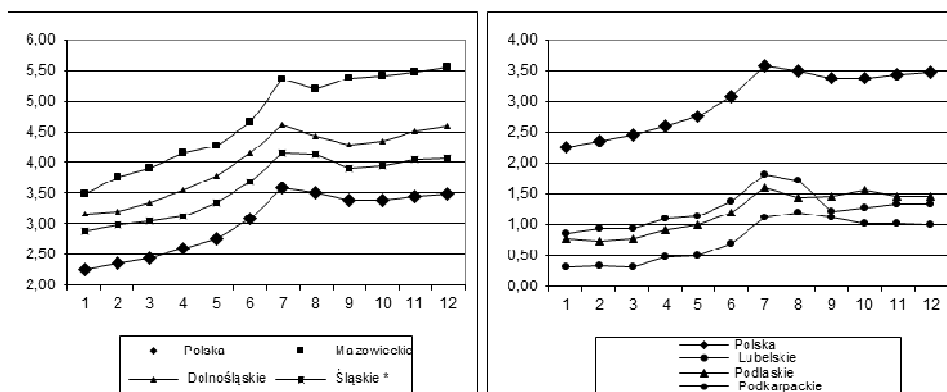 6,00
5,50
5,00
4,50
4,00
3,50
3,00
2,50
2,00
1 2 3 4 5 6 7 8 9 10 11 12
Polska Mazowieckie
Dolnośląskie Śląskie *
4,00
3,50
3,00
2,50
2,00
1,50
1,00
0,50
0,00
1 2 3 4 5 6 7 8 9 10 11 12
Polska
Lubelskie
Podlaskie
Podkarpackie